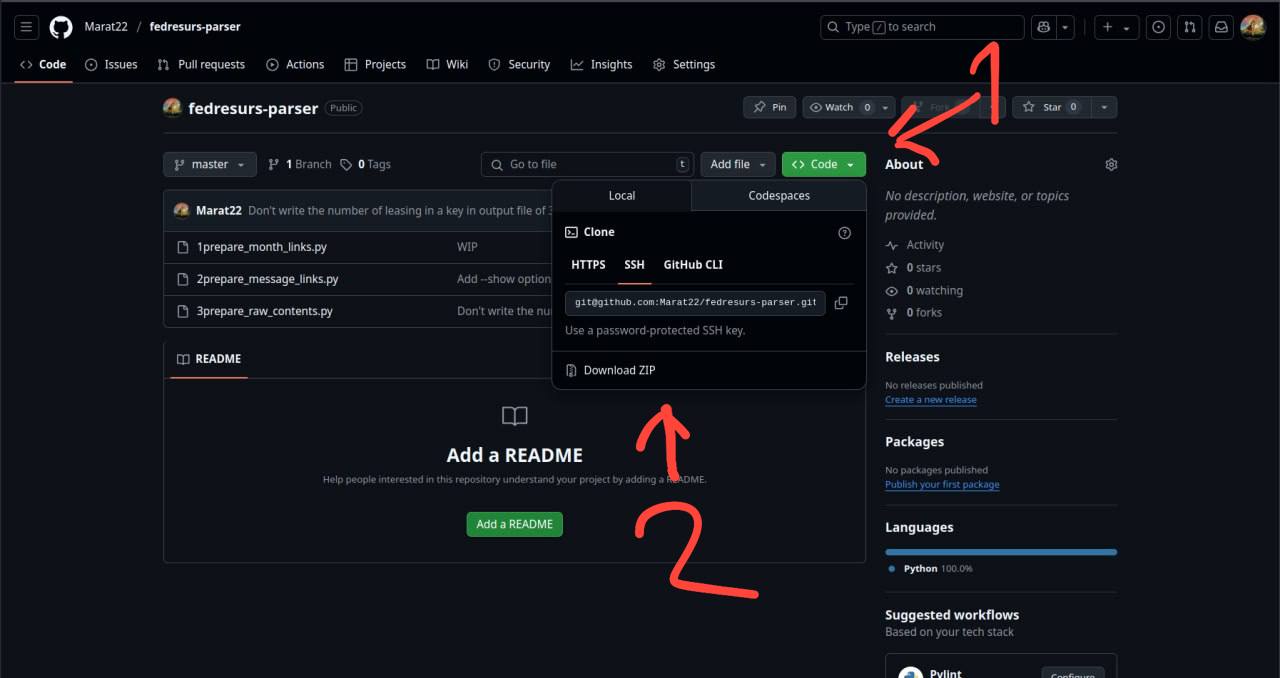 Marat22 / fedresurs-parser
Type / to search
Code Issues Pull requests Actions Projects Wiki Security Insights Settings
fedresurs-parser Public
Pin Watch 0 Fork Star 0
1
master 1 Branch 0 Tags
Go to file t Add file Code
Local Codespaces
Marat22 Don't write the number of leasing in a key in output file of 3
1prepare_month_links.py WIP
2prepare_message_links.py Add --show option
3prepare_raw_contents.py Don't write the nu
Clone
HTTPS SSH GitHub CLI
git@github.com:Marat22/fedresurs-parser.git
Use a password-protected SSH key.
Download ZIP
README
Add a README
Help people interested in this repository understand your project by adding a README.
Add a README
2
About
No description, website, or topics
provided.
Activity
0 stars
0 watching
0 forks
Releases
No releases published
Create a new release
Packages
No packages published
Publish your first package
Languages
Python 100.0%
Suggested workflows
Based on your tech stack
Pylint Configure